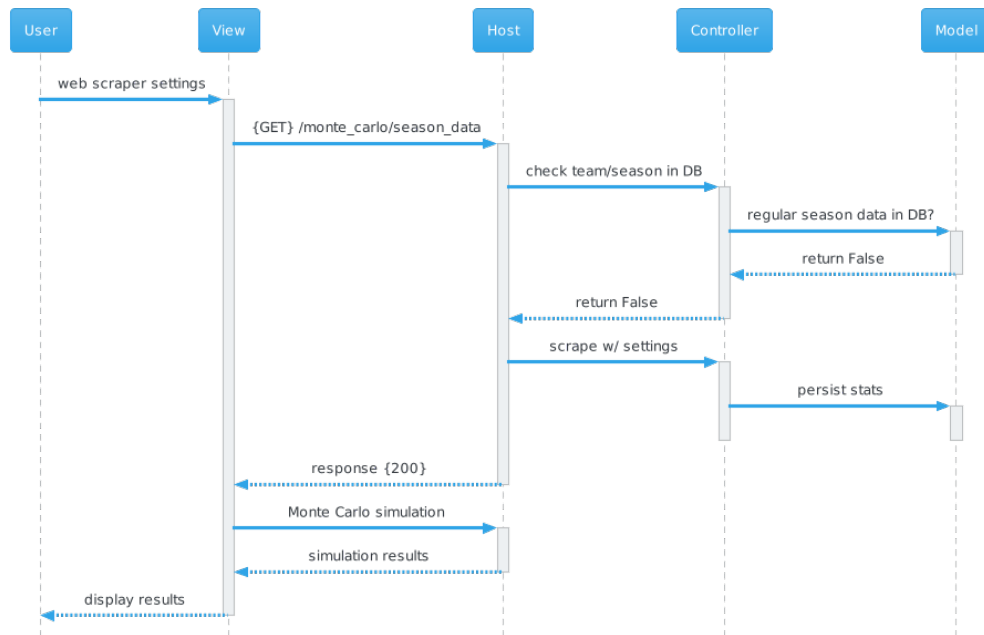 User
View
Host
Controller
Model
web scraper settings
{GET} /monte_carlo/season_data
check team/season in DB
regular season data in DB?
return False
return False
scrape w/ settings
persist stats
response {200}
Monte Carlo simulation
simulation results
display results